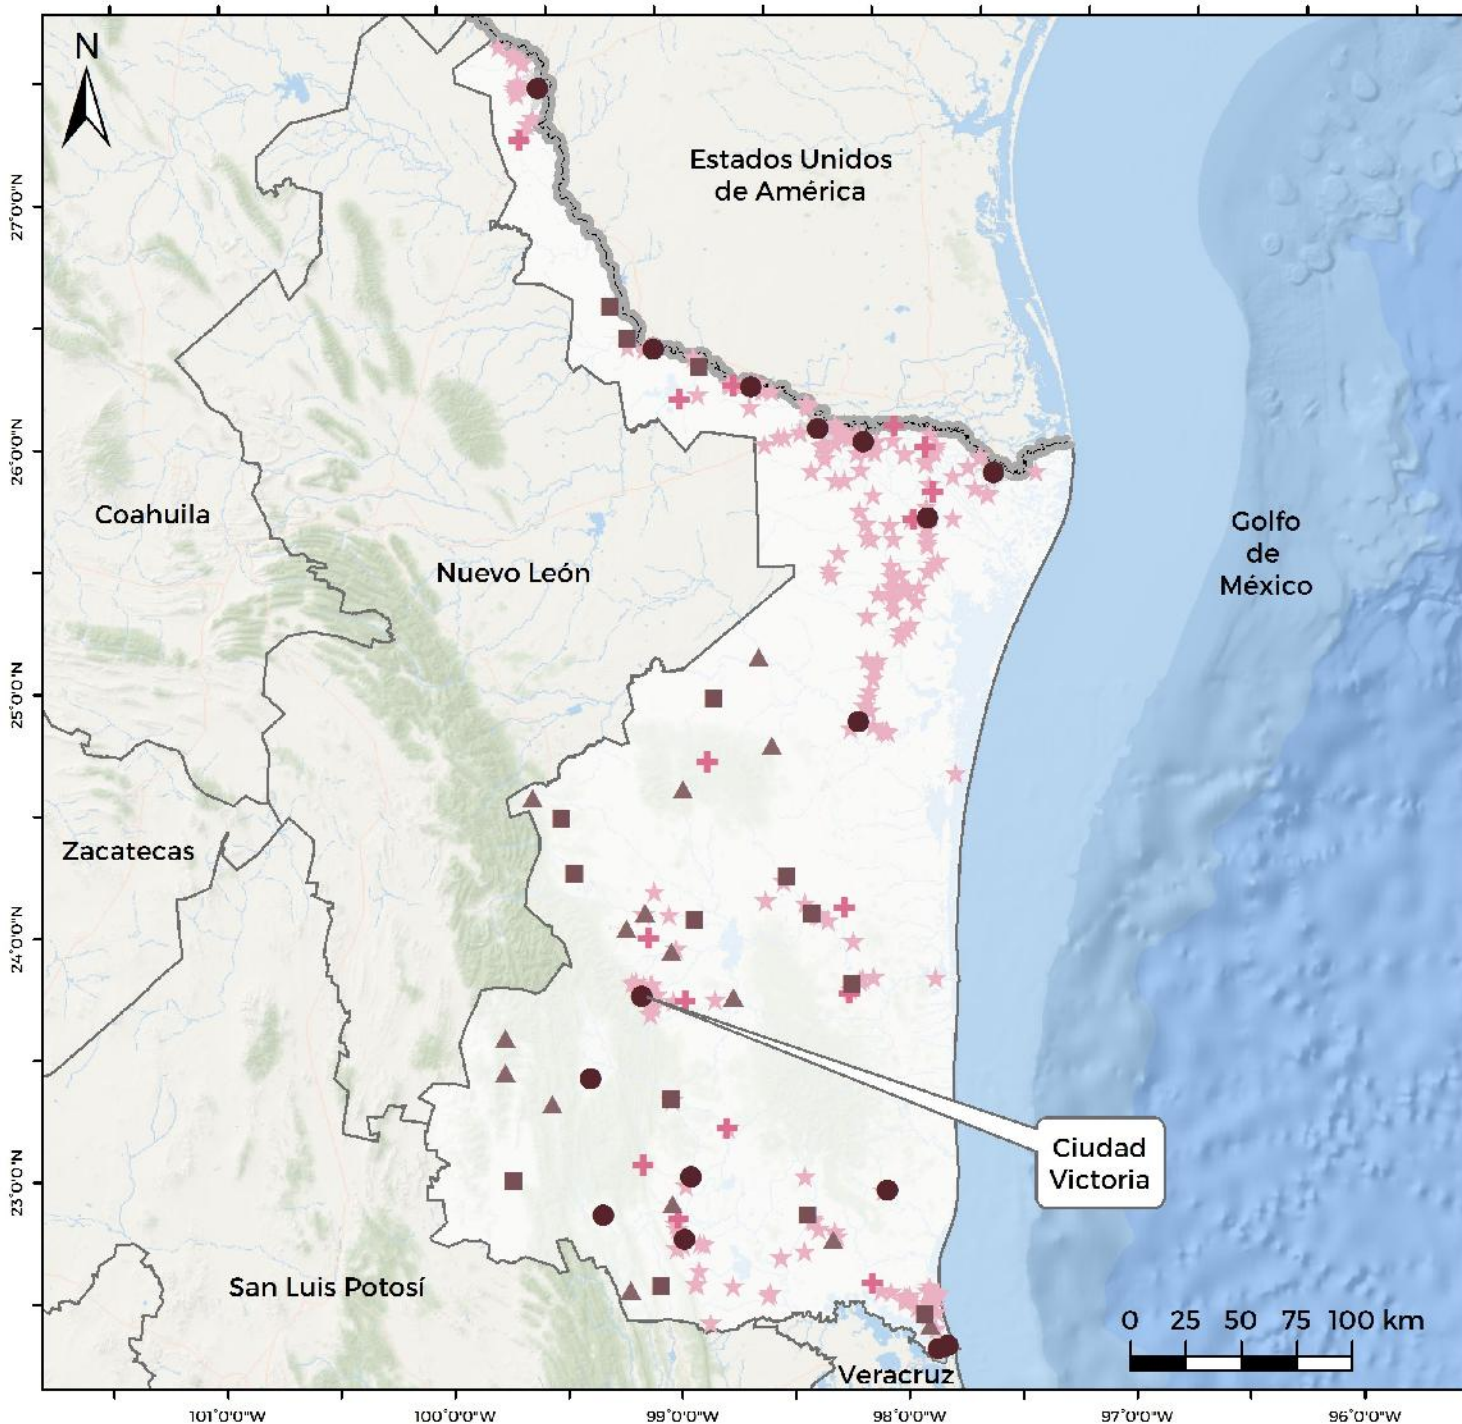 N
Estados Unidos
de América
Coahuila
Nuevo León
Golfo
de
México
Zacatecas
Ciudad
Victoria
San Luis Potosí
Veracruz
0 25 50 75 100 km
27°0'0"N
26°0'0"N
25°0'0"N
24°0'0"N
23°0'0"N
101°0'0"W 100°0'0"W 99°0'0"W 98°0'0"W 97°0'0"W 96°0'0"W